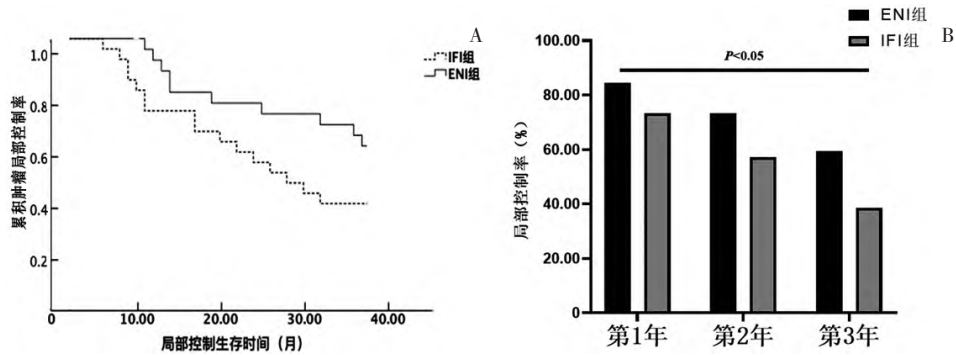 A
IFI组
ENI组
累积肿瘤局部控制率
1.0
0.8
0.6
0.4
0.2
0
10.00
20.00
30.00
40.00
局部控制生存时间（月）
ENI组
IFI组
B
P<0.05
局部控制率（%）
100.00
80.00
60.00
40.00
20.00
0
第1年
第2年
第3年